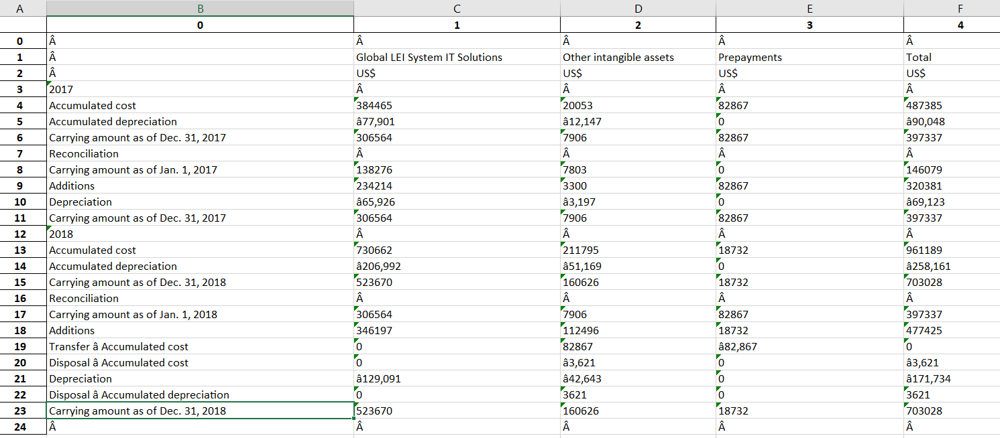 A B C D E F
0 1 2 3 4
0 Â Â Â Â Â
1 Â Global LEI System IT Solutions Other intangible assets Prepayments Total
2 Â US$ US$ US$ US$
3 2017 Â Â Â Â
4 Accumulated cost 384465 20053 82867 487385
5 Accumulated depreciation â77,901 â12,147 0 â90,048
6 Carrying amount as of Dec. 31, 2017 306564 7906 82867 397337
7 Reconciliation Â Â Â Â
8 Carrying amount as of Jan. 1, 2017 138276 7803 0 146079
9 Additions 234214 3300 82867 320381
10 Depreciation â65,926 â3,197 0 â69,123
11 Carrying amount as of Dec. 31, 2017 306564 7906 82867 397337
12 2018 Â Â Â Â
13 Accumulated cost 730662 211795 18732 961189
14 Accumulated depreciation â206,992 â51,169 0 â258,161
15 Carrying amount as of Dec. 31, 2018 523670 160626 18732 703028
16 Reconciliation Â Â Â Â
17 Carrying amount as of Jan. 1, 2018 306564 7906 82867 397337
18 Additions 346197 112496 18732 477425
19 Transfer â Accumulated cost 0 82867 â82,867 0
20 Disposal â Accumulated cost 0 â3,621 0 â3,621
21 Depreciation â129,091 â42,643 0 â171,734
22 Disposal â Accumulated depreciation 0 3621 0 3621
23 Carrying amount as of Dec. 31, 2018 523670 160626 18732 703028
24 Â Â Â Â Â